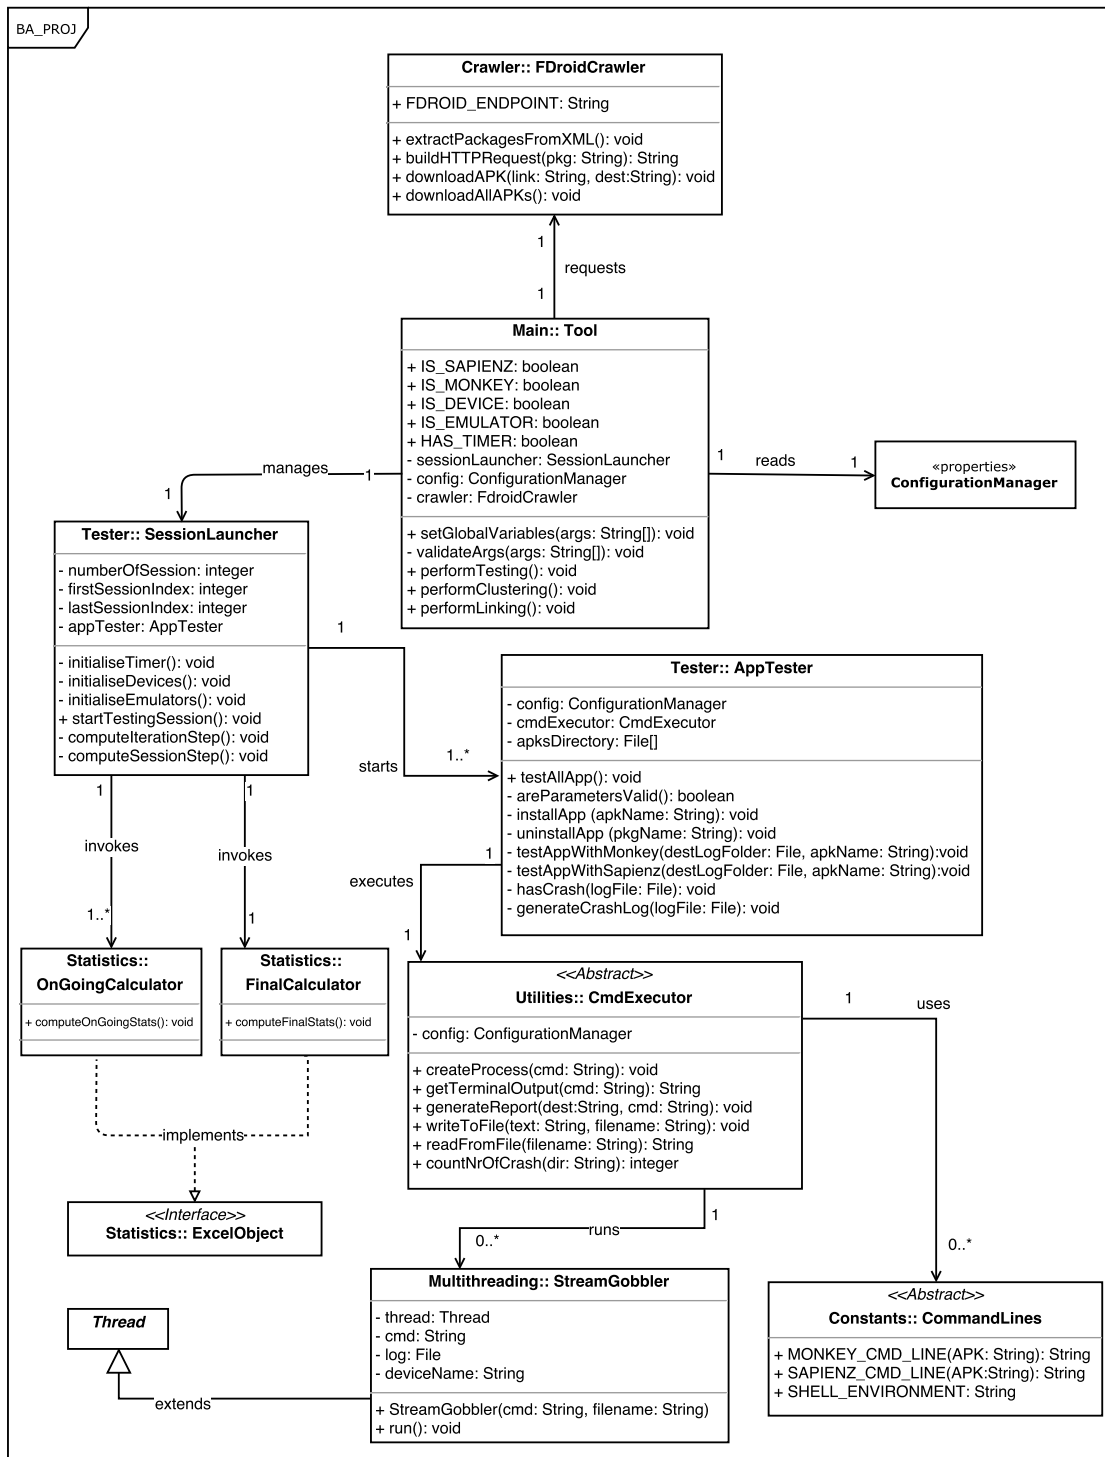 BA_PROJ
Crawler:: FDroidCrawler
+ FDROID_ENDPOINT: String
+ extractPackagesFromXML(): void
+ buildHTTPRequest(pkg: String): String
+ downloadAPK(link: String, dest:String): void
+ downloadAllAPKs(): void
1
requests
1
Main:: Tool
+ IS_SAPIENZ: boolean
+ IS_MONKEY: boolean
+ IS_DEVICE: boolean
+ IS_EMULATOR: boolean
+ HAS_TIMER: boolean
- sessionLauncher: SessionLauncher
- config: ConfigurationManager
- crawler: FdroidCrawler
+ setGlobalVariables(args: String[]): void
- validateArgs(args: String[]): void
+ performTesting(): void
+ performClustering(): void
+ performLinking(): void
1
reads
1
«properties»
ConfigurationManager
manages
1
1
Tester:: SessionLauncher
- numberOfSession: integer
- firstSessionIndex: integer
- lastSessionIndex: integer
- appTester: AppTester
- initialiseTimer(): void
- initialiseDevices(): void
- initialiseEmulators(): void
+ startTestingSession(): void
- computeIterationStep(): void
- computeSessionStep(): void
1
starts
1..*
Tester:: AppTester
- config: ConfigurationManager
- cmdExecutor: CmdExecutor
- apksDirectory: File[]
+ testAllApp(): void
- areParametersValid(): boolean
- installApp (apkName: String): void
- uninstallApp (pkgName: String): void
- testAppWithMonkey(destLogFolder: File, apkName: String):void
- testAppWithSapienz(destLogFolder: File, apkName: String):void
- hasCrash(logFile: File): void
- generateCrashLog(logFile: File): void
1
invokes
1..*
1
invokes
1
1
executes
1
Statistics::
OnGoingCalculator
+ computeOnGoingStats(): void
Statistics::
FinalCalculator
+ computeFinalStats(): void
implements
<<Interface>>
Statistics:: ExcelObject
<<Abstract>>
Utilities:: CmdExecutor
- config: ConfigurationManager
+ createProcess(cmd: String): void
+ getTerminalOutput(cmd: String): String
+ generateReport(dest:String, cmd: String): void
+ writeToFile(text: String, filename: String): void
+ readFromFile(filename: String): String
+ countNrOfCrash(dir: String): integer
1
uses
0..*
1
runs
0..*
Multithreading:: StreamGobbler
- thread: Thread
- cmd: String
- log: File
- deviceName: String
+ StreamGobbler(cmd: String, filename: String)
+ run(): void
Thread
extends
<<Abstract>>
Constants:: CommandLines
+ MONKEY_CMD_LINE(APK: String): String
+ SAPIENZ_CMD_LINE(APK:String): String
+ SHELL_ENVIRONMENT: String